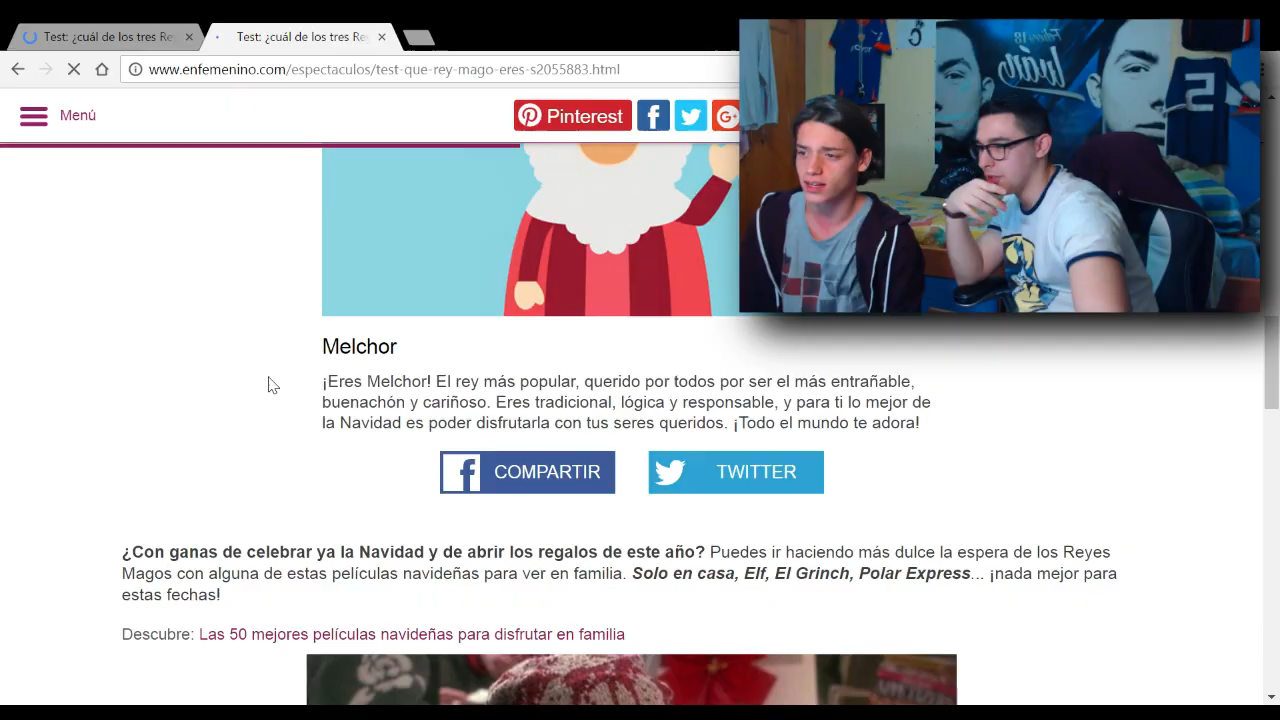 Test: ¿cuál de los tres Re
Test: ¿cuál de los tres Rey
www.enfemenino.com/espectaculos/test-que-rey-mago-eres-s2055883.html
Menú
Pinterest
Melchor
¡Eres Melchor! El rey más popular, querido por todos por ser el más entrañable,
buenachón y cariñoso. Eres tradicional, lógica y responsable, y para ti lo mejor de
la Navidad es poder disfrutarla con tus seres queridos. ¡Todo el mundo te adora!
COMPARTIR
TWITTER
¿Con ganas de celebrar ya la Navidad y de abrir los regalos de este año? Puedes ir haciendo más dulce la espera de los Reyes
Magos con alguna de estas películas navideñas para ver en familia. Solo en casa, Elf, El Grinch, Polar Express... ¡nada mejor para
estas fechas!
Descubre: Las 50 mejores películas navideñas para disfrutar en familia